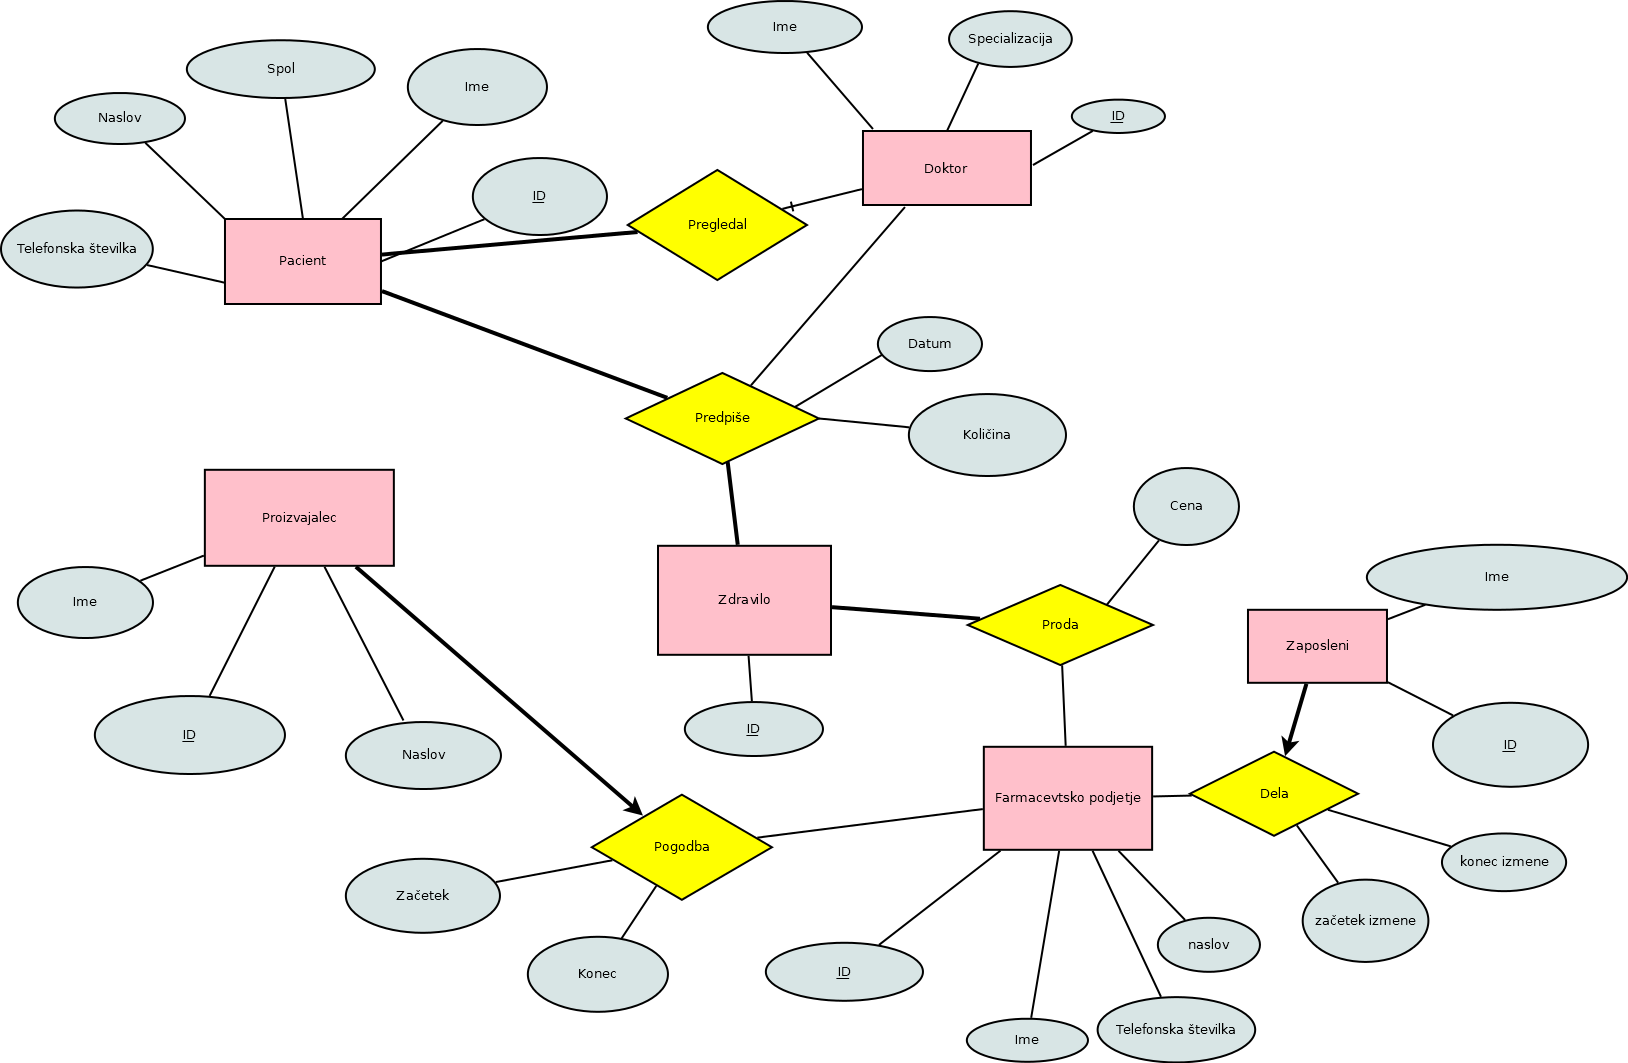 Ime
Specializacija
Spol
Ime
Naslov
ID
Doktor
ID
Telefonska številka
Pacient
Pregledal
Datum
Predpiše
Količina
Proizvajalec
Cena
Ime
Zdravilo
Proda
Ime
Zaposleni
ID
Naslov
ID
ID
Pogodba
Farmacevtsko podjetje
Dela
Začetek
konec izmene
začetek izmene
Konec
ID
naslov
Ime
Telefonska številka